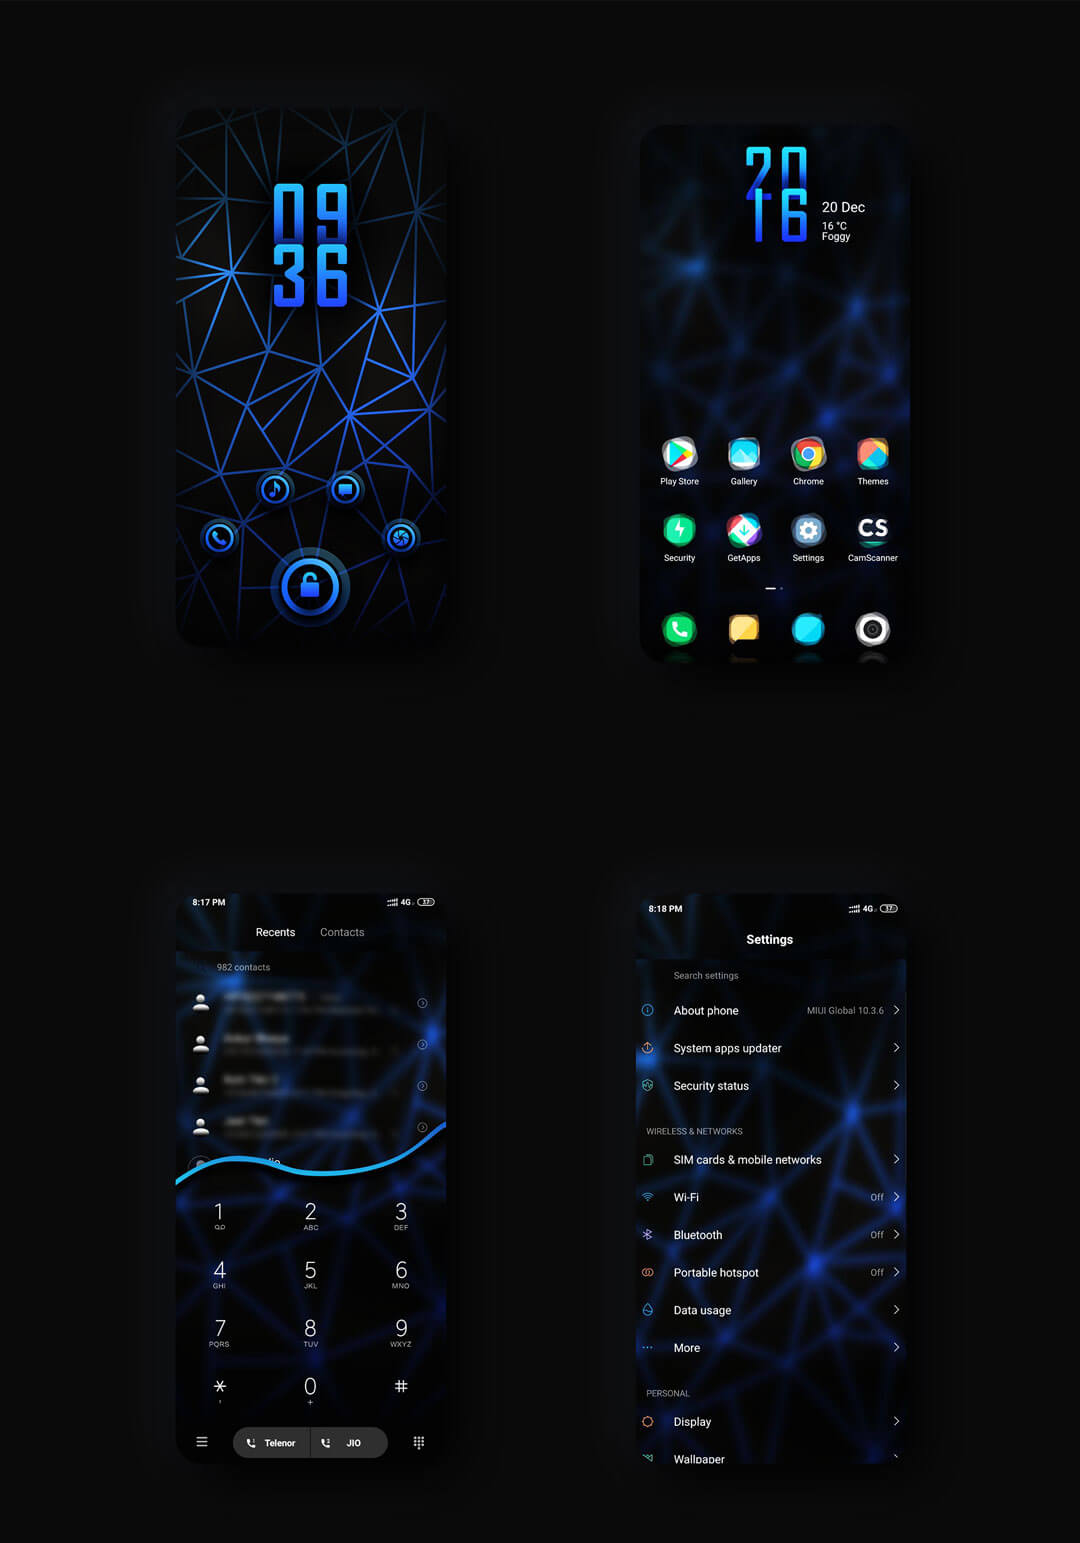 09
36
20
16
20 Dec
16 °C
Foggy
Play Store
Gallery
Chrome
Themes
CS
Security
GetApps
Settings
CamScanner
8:17 PM
4G
37
Recents
Contacts
982 contacts
1
2
3
ABC
DEF
4
5
6
GHI
JKL
MNO
7
8
9
PQRS
TUV
WXYZ
*
0
#
,
+
1
Telenor
2
JIO
8:18 PM
4G
37
Settings
Search settings
About phone
MIUI Global 10.3.6
System apps updater
Security status
WIRELESS & NETWORKS
SIM cards & mobile networks
Wi-Fi
Off
Bluetooth
Off
Portable hotspot
Off
Data usage
More
PERSONAL
Display
Wallpaper